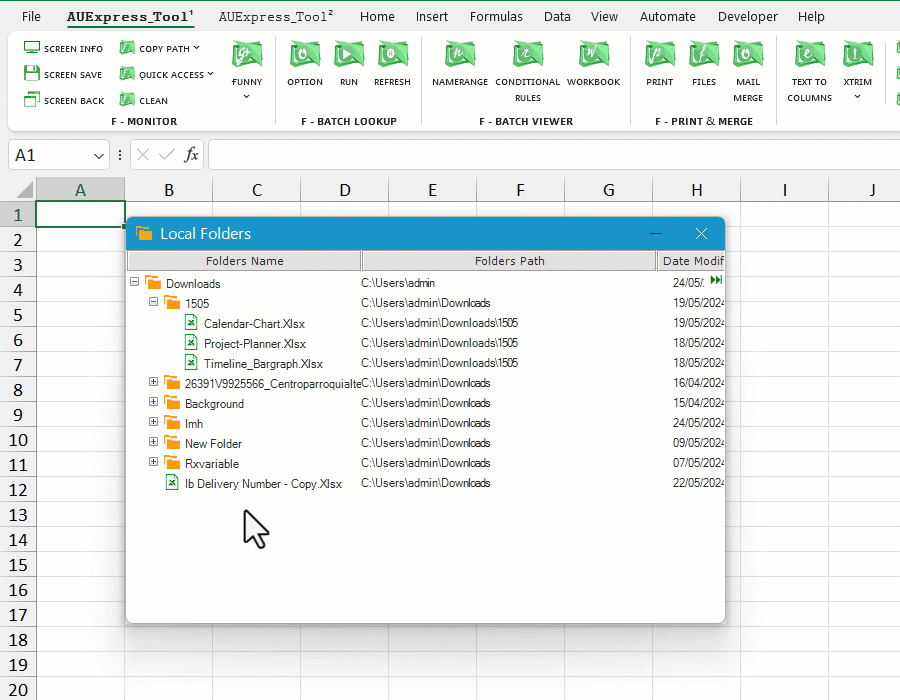 File AUExpress_Tool¹ AUExpress_Tool² Home Insert Formulas Data View Automate Developer Help
SCREEN INFO COPY PATH
SCREEN SAVE QUICK ACCESS FUNNY OPTION RUN REFRESH NAMERANGE CONDITIONAL RULES WORKBOOK PRINT FILES MAIL MERGE TEXT TO COLUMNS XTRIM
SCREEN BACK CLEAN
F - MONITOR F - BATCH LOOKUP F - BATCH VIEWER F - PRINT & MERGE
A1 fx
A B C D E F G H I J
1
2
3
4
5
6
7
8
9
10
11
12
13
14
15
16
17
18
19
20
Local Folders
Folders Name Folders Path Date Modif
Downloads C:\Users\admin 24/05/
1505 C:\Users\admin\Downloads 19/05/2024
Calendar-Chart.Xlsx C:\Users\admin\Downloads\1505 19/05/2024
Project-Planner.Xlsx C:\Users\admin\Downloads\1505 18/05/2024
Timeline_Bargraph.Xlsx C:\Users\admin\Downloads\1505 18/05/2024
26391V9925566_Centroparroquialte C:\Users\admin\Downloads 16/04/2024
Background C:\Users\admin\Downloads 15/04/2024
Imh C:\Users\admin\Downloads 24/05/2024
New Folder C:\Users\admin\Downloads 09/05/2024
Rxvariable C:\Users\admin\Downloads 07/05/2024
Ib Delivery Number - Copy.Xlsx C:\Users\admin\Downloads 22/05/2024